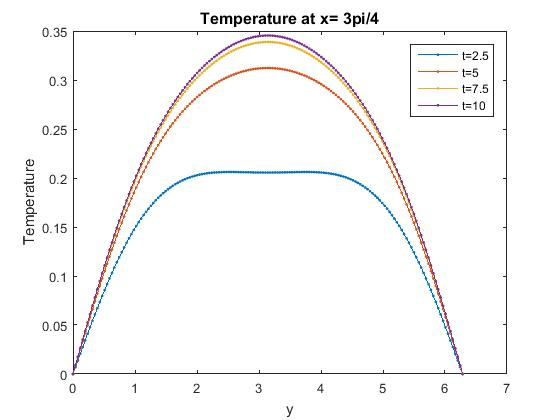 Temperature at x= 3pi/4
0.35
0.3
0.25
0.2
0.15
0.1
0.05
0
Temperature
t=2.5
t=5
t=7.5
t=10
0 1 2 3 4 5 6 7
y